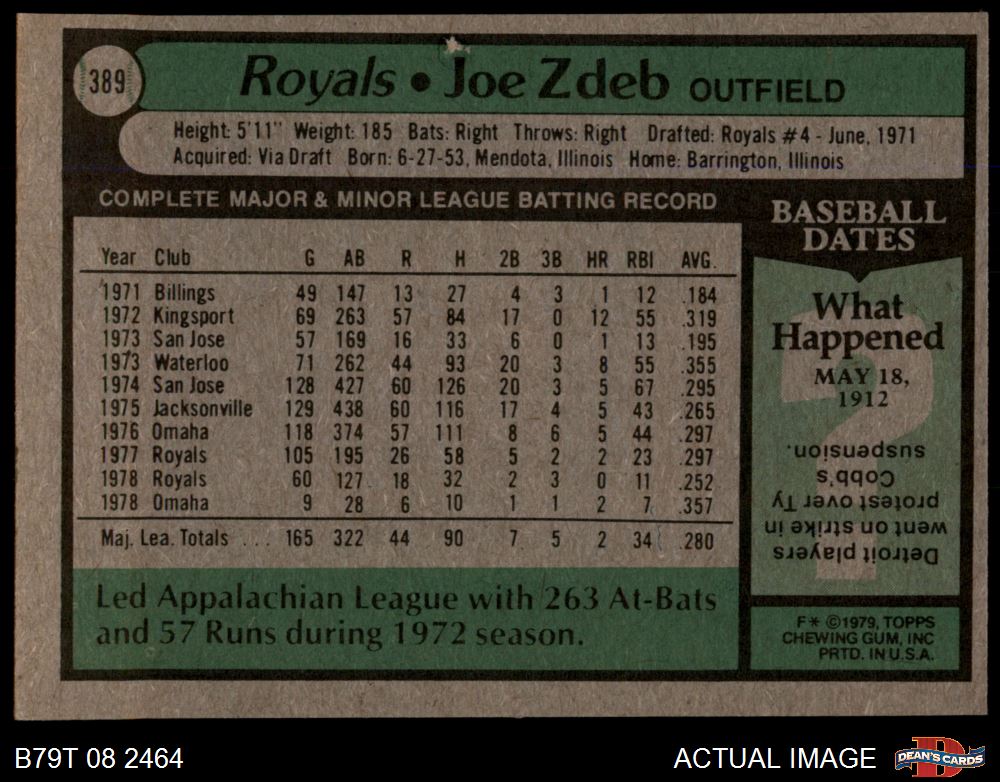 389
Royals • Joe Zdeb OUTFIELD
Height: 5'11" Weight: 185 Bats: Right Throws: Right Drafted: Royals #4 - June, 1971
Acquired: Via Draft Born: 6-27-53, Mendota, Illinois Home: Barrington, Illinois
COMPLETE MAJOR & MINOR LEAGUE BATTING RECORD
Year Club G AB R H 2B 3B HR RBI AVG.
1971 Billings 49 147 13 27 4 3 1 12 .184
1972 Kingsport 69 263 57 84 17 0 12 55 .319
1973 San Jose 57 169 16 33 6 0 1 13 .195
1973 Waterloo 71 262 44 93 20 3 8 55 .355
1974 San Jose 128 427 60 126 20 3 5 67 .295
1975 Jacksonville 129 438 60 116 17 4 5 43 .265
1976 Omaha 118 374 57 111 8 6 5 44 .297
1977 Royals 105 195 26 58 5 2 2 23 .297
1978 Royals 60 127 18 32 2 3 0 11 .252
1978 Omaha 9 28 6 10 1 1 2 7 .357
Maj. Lea. Totals ... 165 322 44 90 7 5 2 34 .280
Led Appalachian League with 263 At-Bats
and 57 Runs during 1972 season.
BASEBALL
DATES
What
Happened
MAY 18,
1912
?
Detroit players
went on strike in
protest over Ty
Cobb's
suspension.
F* ©1979, TOPPS
CHEWING GUM, INC
PRTD. IN U.S.A.
B79T 08 2464
ACTUAL IMAGE
D
DEAN'S CARDS